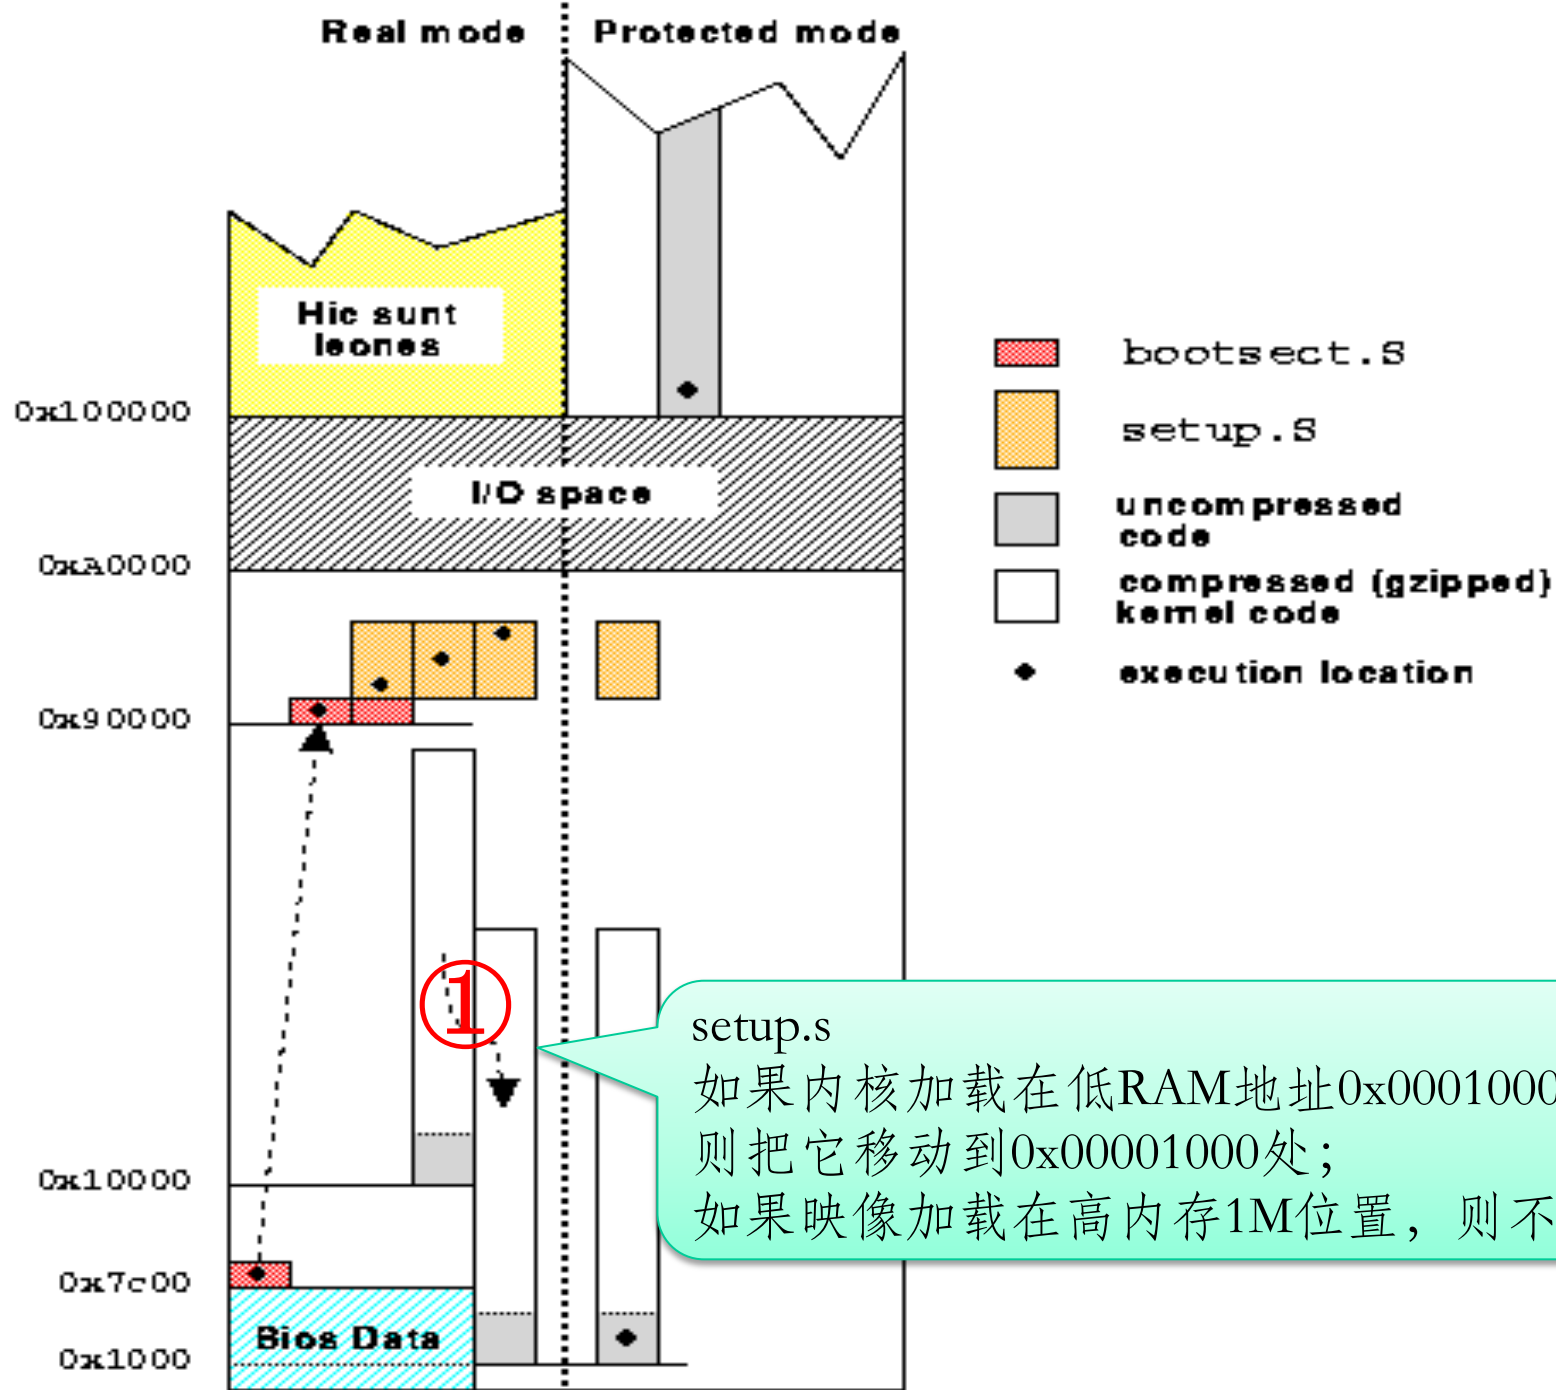 Real mode
Protected mode
Hic sunt
leones
0x100000
I/O space
0xA0000
0x90000
0x10000
0x7c00
Bios Data
0x1000
bootsect.S
setup.S
uncompressed
code
compressed (gzipped)
kernel code
execution location
①
setup.s
如果内核加载在低RAM地址0x0001000
则把它移动到0x00001000处；
如果映像加载在高内存1M位置，则不